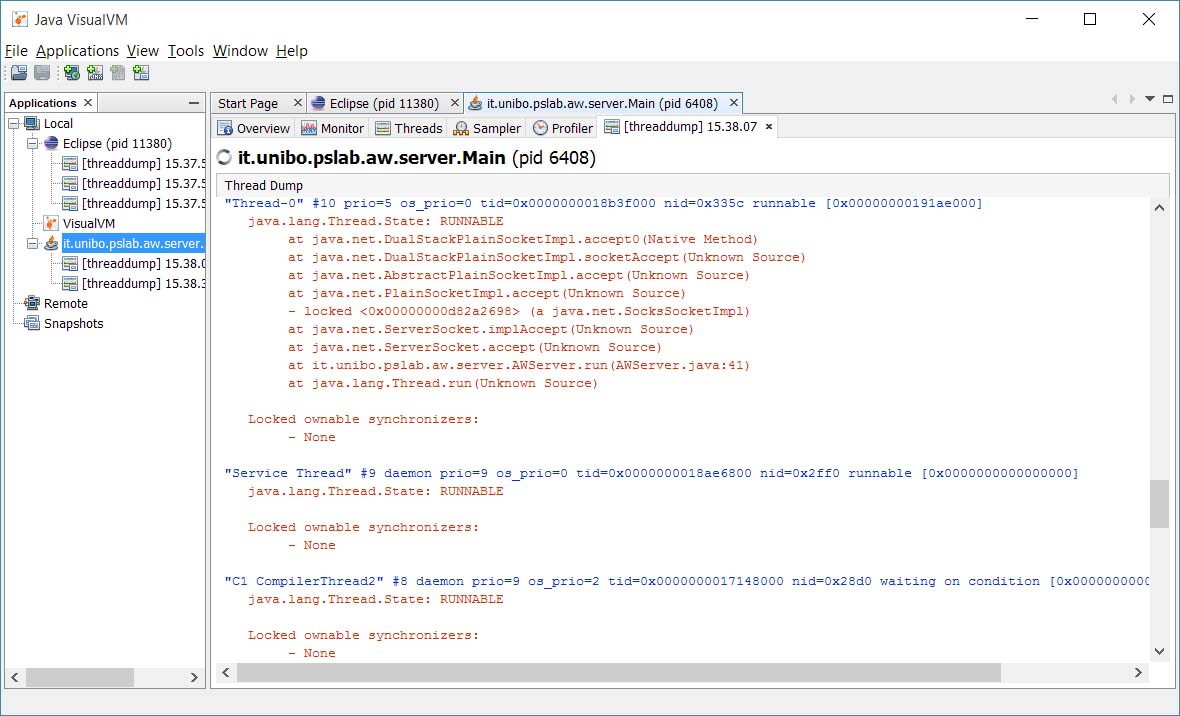 Java VisualVM
File Applications View Tools Window Help
Applications
Start Page Eclipse (pid 11380) it.unibo.pslab.aw.server.Main (pid 6408)
Local
Eclipse (pid 11380)
[threaddump] 15.37.5
[threaddump] 15.37.5
[threaddump] 15.37.5
VisualVM
it.unibo.pslab.aw.server.
[threaddump] 15.38.0
[threaddump] 15.38.3
Remote
Snapshots
Overview Monitor Threads Sampler Profiler [threaddump] 15.38.07
it.unibo.pslab.aw.server.Main (pid 6408)
Thread Dump
"Thread-0" #10 prio=5 os_prio=0 tid=0x0000000018b3f000 nid=0x335c runnable [0x00000000191ae000]
java.lang.Thread.State: RUNNABLE
at java.net.DualStackPlainSocketImpl.accept0(Native Method)
at java.net.DualStackPlainSocketImpl.socketAccept(Unknown Source)
at java.net.AbstractPlainSocketImpl.accept(Unknown Source)
at java.net.PlainSocketImpl.accept(Unknown Source)
- locked <0x00000000d82a2698> (a java.net.SocksSocketImpl)
at java.net.ServerSocket.implAccept(Unknown Source)
at java.net.ServerSocket.accept(Unknown Source)
at it.unibo.pslab.aw.server.AWServer.run(AWServer.java:41)
at java.lang.Thread.run(Unknown Source)
Locked ownable synchronizers:
- None
"Service Thread" #9 daemon prio=9 os_prio=0 tid=0x0000000018ae6800 nid=0x2ff0 runnable [0x0000000000000000]
java.lang.Thread.State: RUNNABLE
Locked ownable synchronizers:
- None
"C1 CompilerThread2" #8 daemon prio=9 os_prio=2 tid=0x0000000017148000 nid=0x28d0 waiting on condition [0x0000000000
java.lang.Thread.State: RUNNABLE
Locked ownable synchronizers:
- None